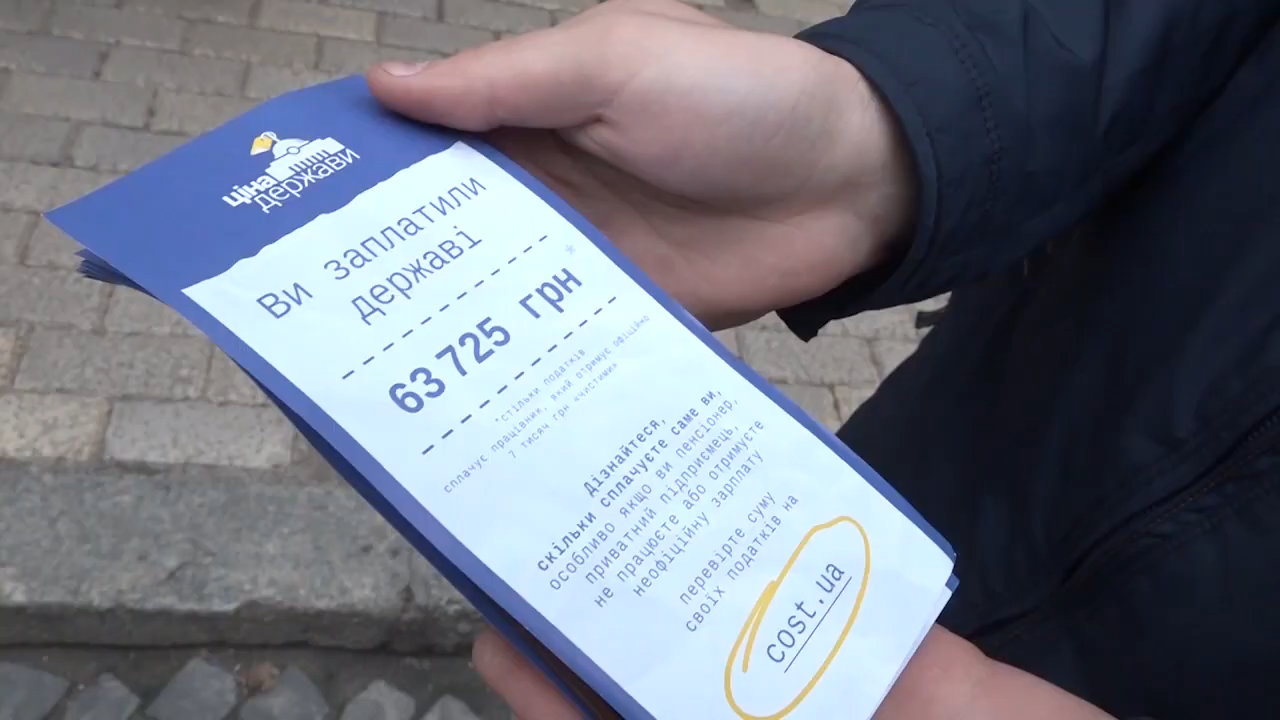 ціна
держави
Ви заплатили
державі
63 725 грн*
*стільки податків
сплачує працівник, який отримує офіційно
7 тисяч грн «чистими»
Дізнайтеся,
скільки сплачуєте саме ви,
особливо якщо ви пенсіонер,
приватний підприємець,
не працюєте або отримуєте
неофіційну зарплату
перевірте суму
своїх податків на
cost.ua